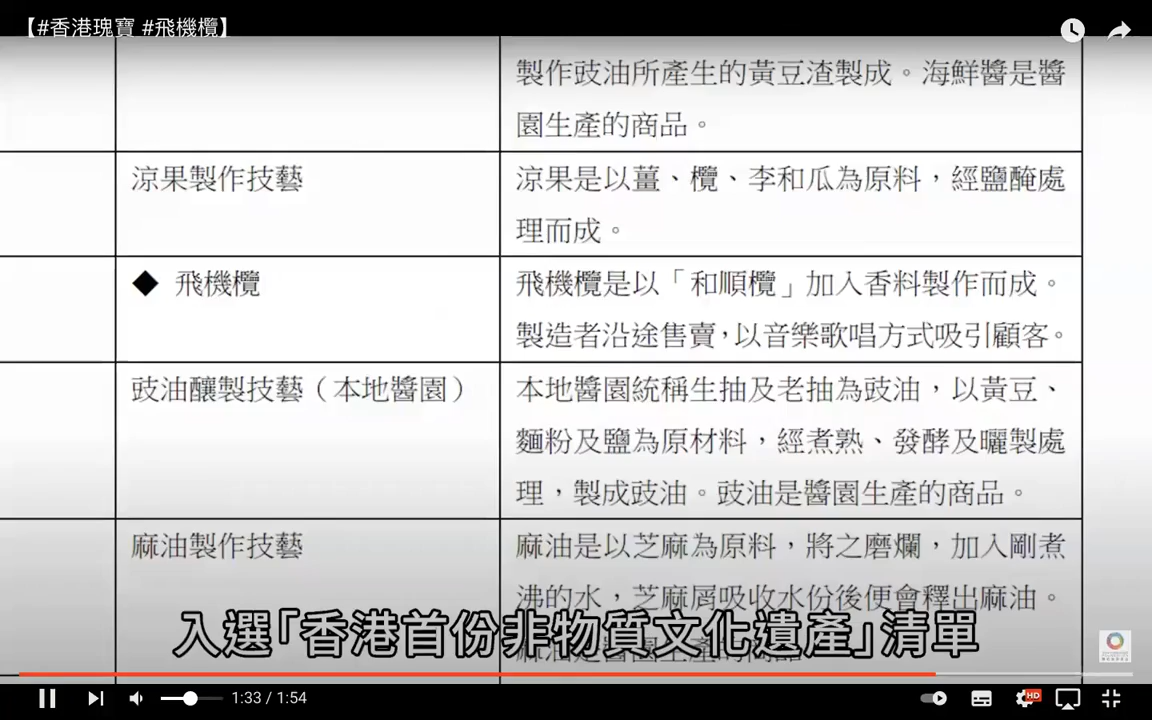 【#香港瑰寶 #飛機欖】
製作豉油所產生的黃豆渣製成。海鮮醬是醬
園生產的商品。
涼果製作技藝
涼果是以薑、欖、李和瓜為原料，經鹽醃處
理而成。
◆ 飛機欖
飛機欖是以「和順欖」加入香料製作而成。
製造者沿途售賣，以音樂歌唱方式吸引顧客。
豉油釀製技藝（本地醬園）
本地醬園統稱生抽及老抽為豉油，以黃豆、
麵粉及鹽為原材料，經煮熟、發酵及曬製處
理，製成豉油。豉油是醬園生產的商品。
麻油製作技藝
麻油是以芝麻為原料，將之磨爛，加入剛煮
沸的水，芝麻屑吸收水份後便會釋出麻油。
麻油是醬園生產的商品
入選「香港首份非物質文化遺產」清單
1:33 / 1:54
HD